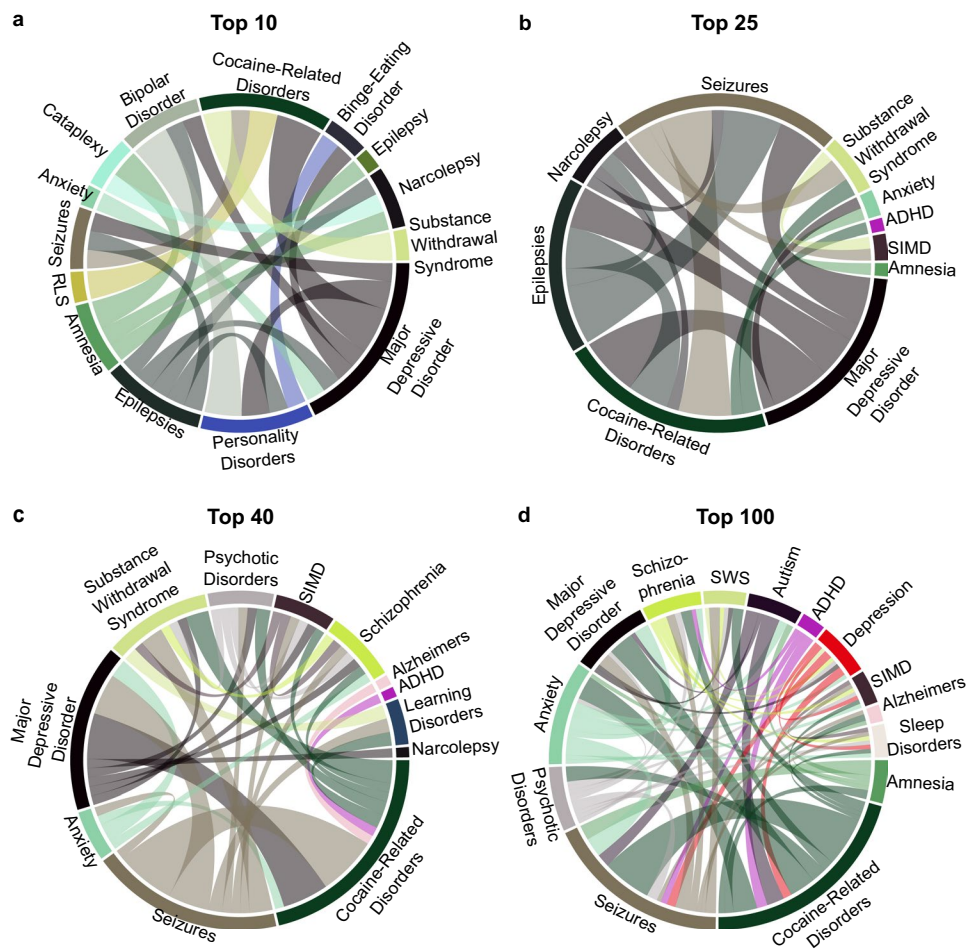 a
Top 10
Cocaine-Related
Disorders
Binge-Eating
Disorder
Epilepsy
Narcolepsy
Substance
Withdrawal
Syndrome
Major
Depressive
Disorder
Personality
Disorders
Epilepsies
Amnesia
RLS
Seizures
Anxiety
Cataplexy
Bipolar
Disorder
b
Top 25
Seizures
Substance
Withdrawal
Syndrome
Anxiety
ADHD
SIMD
Amnesia
Major
Depressive
Disorder
Cocaine-Related
Disorders
Epilepsies
Narcolepsy
c
Top 40
Psychotic
Disorders
SIMD
Schizophrenia
Alzheimers
ADHD
Learning
Disorders
Narcolepsy
Cocaine-Related
Disorders
Seizures
Anxiety
Major
Depressive
Disorder
Substance
Withdrawal
Syndrome
d
Top 100
Schizo-
phrenia
SWS
Autism
ADHD
Depression
SIMD
Alzheimers
Sleep
Disorders
Amnesia
Cocaine-Related
Disorders
Seizures
Psychotic
Disorders
Anxiety
Major
Depressive
Disorder